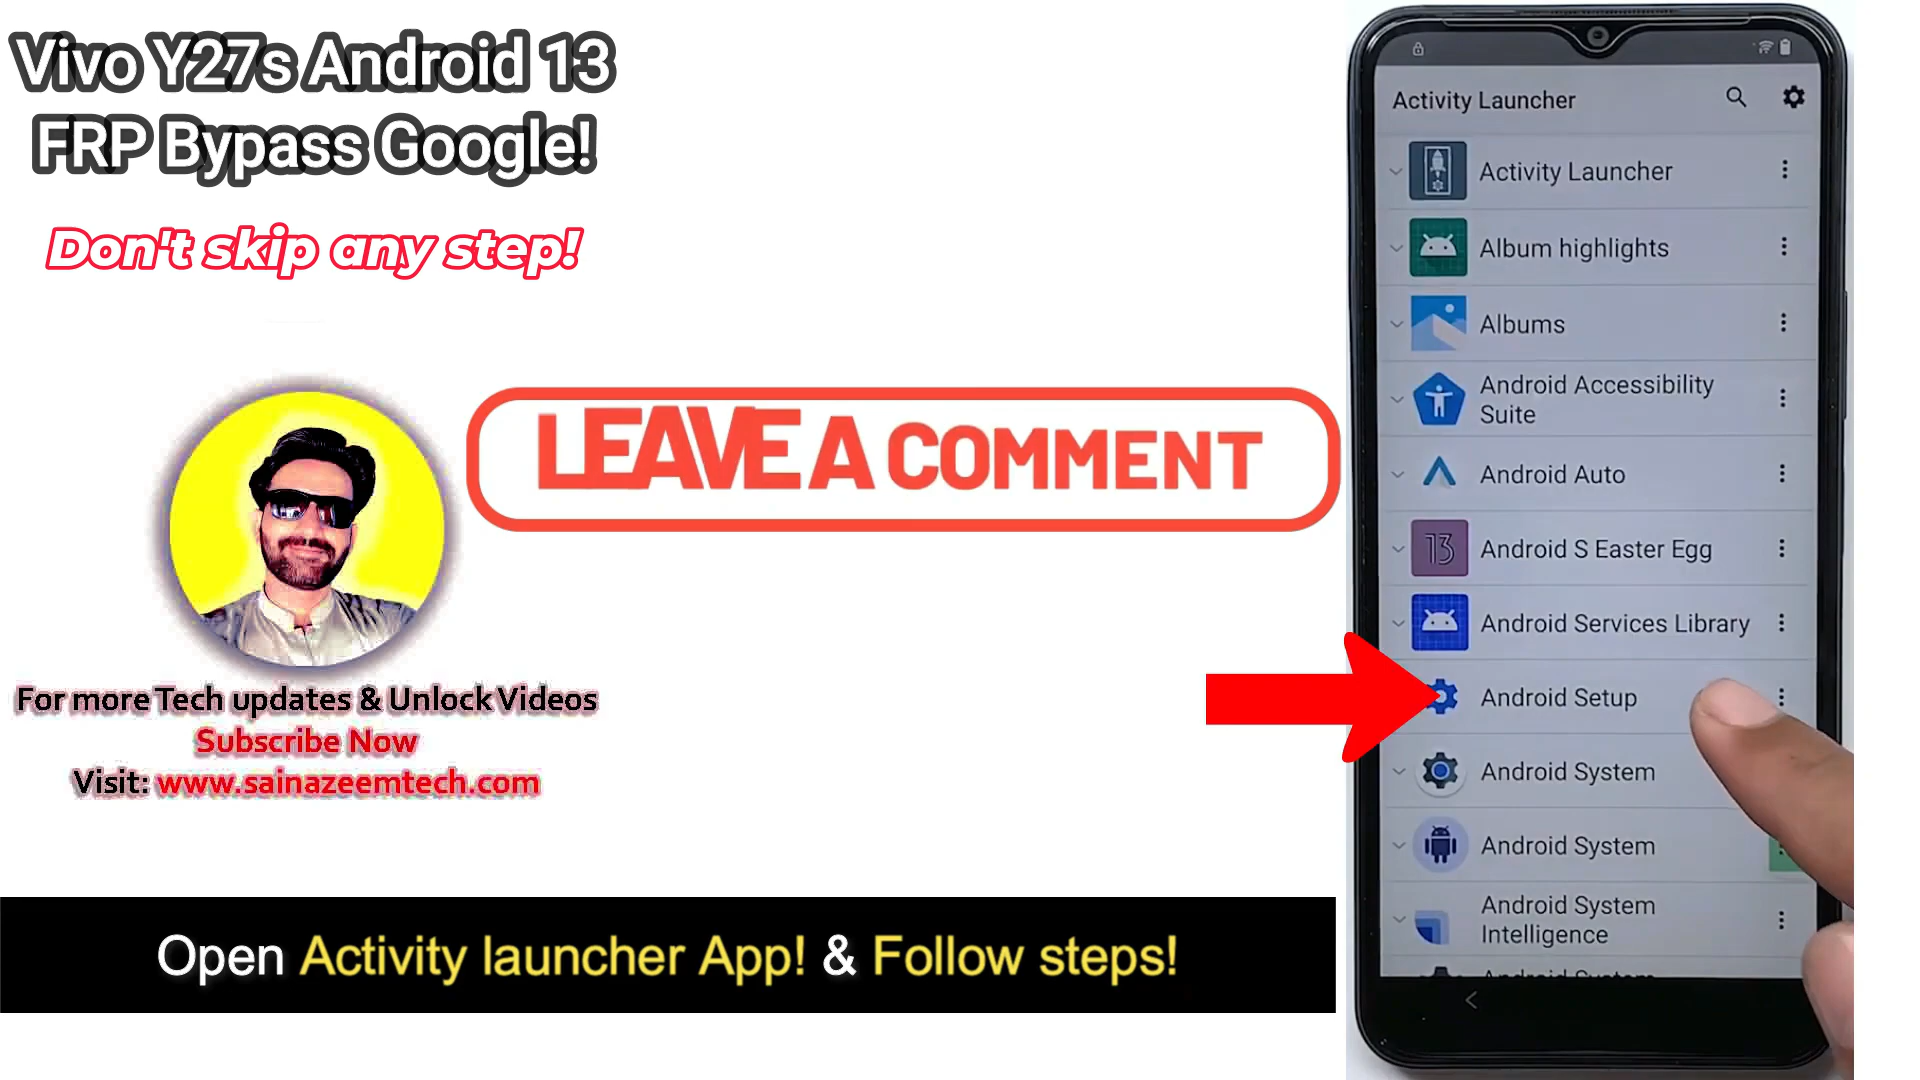 Vivo Y27s Android 13
FRP Bypass Google!
Don't skip any step!
LEAVE A COMMENT
For more Tech updates & Unlock Videos
Subscribe Now
Visit: www.sainazeemtech.com
Open Activity launcher App! & Follow steps!
Activity Launcher
Activity Launcher
Album highlights
Albums
Android Accessibility
Suite
Android Auto
13
Android S Easter Egg
Android Services Library
Android Setup
Android System
Android System
Android System
Intelligence
Android System